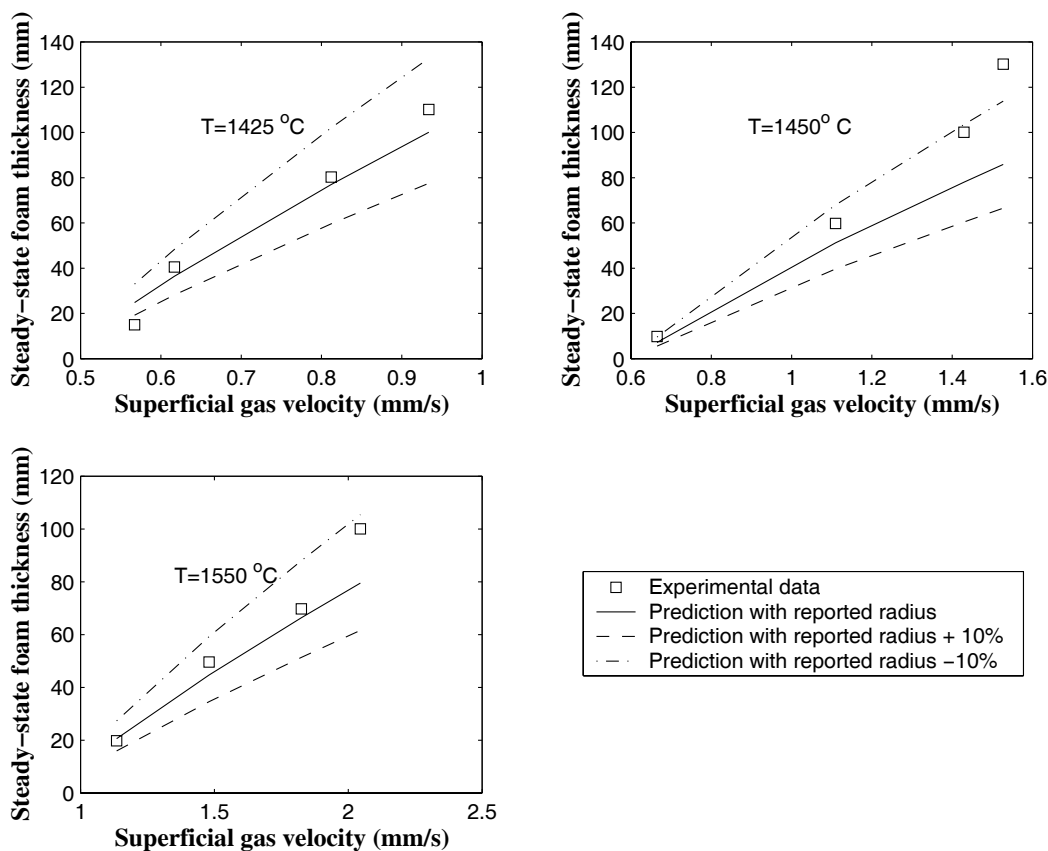 140
120
100
80
60
40
20
0
Steady−state foam thickness (mm)
T=1425 °C
0.5 0.6 0.7 0.8 0.9 1
Superficial gas velocity (mm/s)
140
120
100
80
60
40
20
0
Steady−state foam thickness (mm)
T=1450° C
0.6 0.8 1 1.2 1.4 1.6
Superficial gas velocity (mm/s)
120
100
80
60
40
20
0
Steady−state foam thickness (mm)
T=1550 °C
1 1.5 2 2.5
Superficial gas velocity (mm/s)
Experimental data
Prediction with reported radius
Prediction with reported radius + 10%
Prediction with reported radius −10%